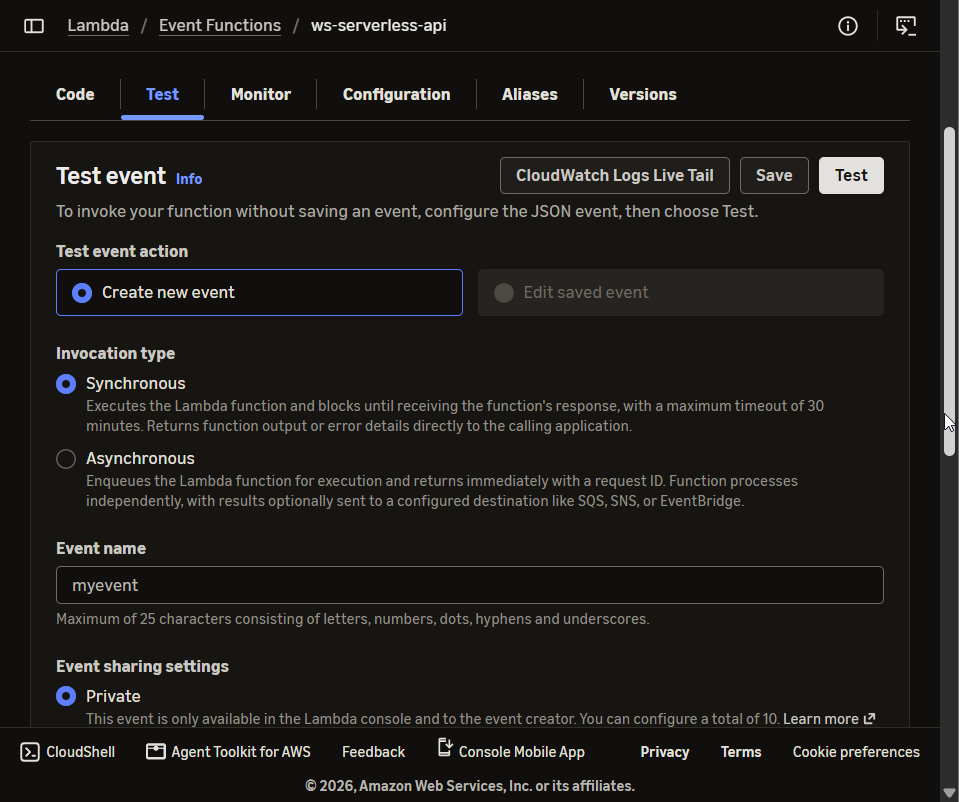 Lambda / Event Functions / ws-serverless-api
Code Test Monitor Configuration Aliases Versions
Test event Info CloudWatch Logs Live Tail Save Test
To invoke your function without saving an event, configure the JSON event, then choose Test.
Test event action
Create new event Edit saved event
Invocation type
Synchronous
Executes the Lambda function and blocks until receiving the function's response, with a maximum timeout of 30
minutes. Returns function output or error details directly to the calling application.
Asynchronous
Enqueues the Lambda function for execution and returns immediately with a request ID. Function processes
independently, with results optionally sent to a configured destination like SQS, SNS, or EventBridge.
Event name
myevent
Maximum of 25 characters consisting of letters, numbers, dots, hyphens and underscores.
Event sharing settings
Private
This event is only available in the Lambda console and to the event creator. You can configure a total of 10. Learn more
CloudShell Agent Toolkit for AWS Feedback Console Mobile App Privacy Terms Cookie preferences
© 2026, Amazon Web Services, Inc. or its affiliates.